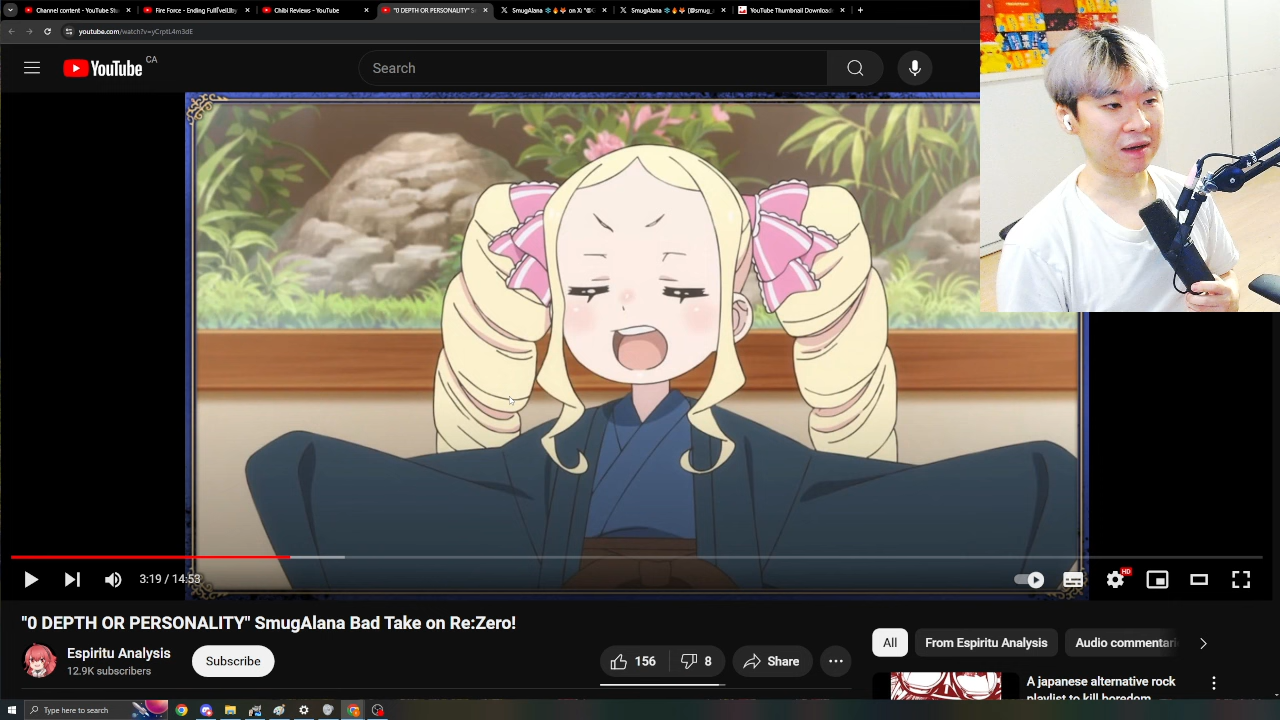 Channel content - YouTube Stu
Fire Force - Ending Full
Chibi Reviews - YouTube
"0 DEPTH OR PERSONALITY" S
SmugAlana
SmugAlana
YouTube Thumbnail Download
youtube.com/watch?v=yCrptL4m3dE
YouTube CA
Search
3:19 / 14:53
HD
"0 DEPTH OR PERSONALITY" SmugAlana Bad Take on Re:Zero!
Espiritu Analysis
12.9K subscribers
Subscribe
156
8
Share
All
From Espiritu Analysis
Audio commentari
A japanese alternative rock
playlist to kill boredom
Type here to search